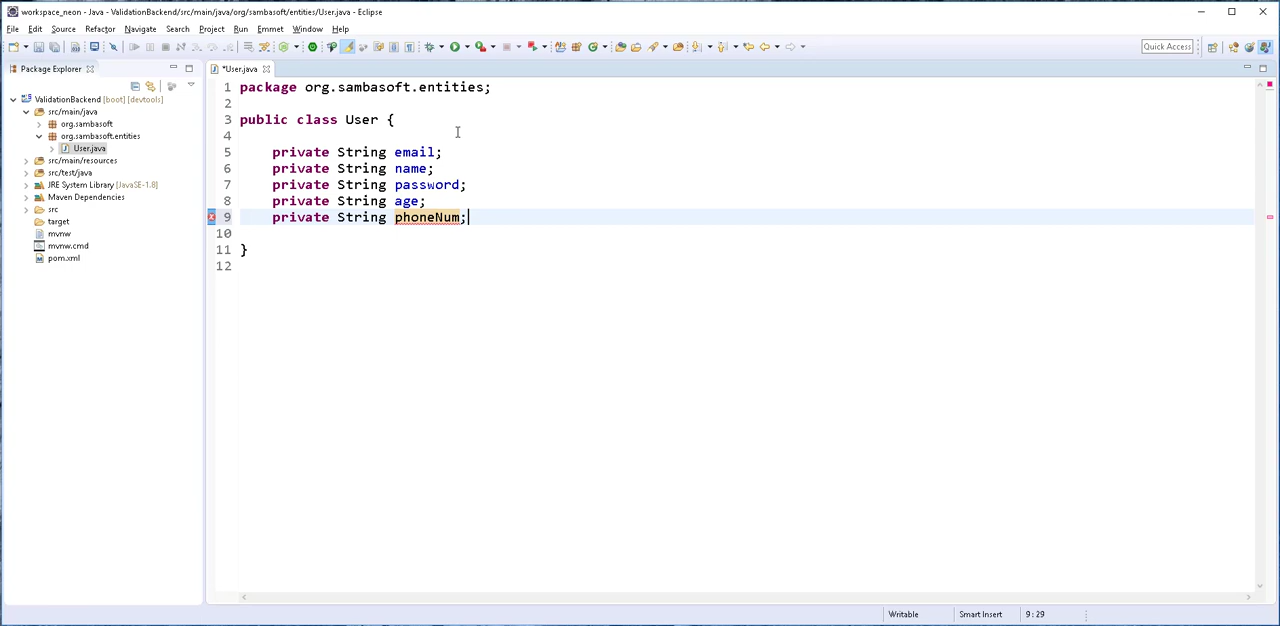 workspace_neon - Java - ValidationBackend/src/main/java/org/sambasoft/entities/User.java - Eclipse
File Edit Source Refactor Navigate Search Project Run Emmet Window Help
Quick Access
Package Explorer
*User.java
ValidationBackend [boot] [devtools]
src/main/java
org.sambasoft
org.sambasoft.entities
User.java
src/main/resources
src/test/java
JRE System Library [JavaSE-1.8]
Maven Dependencies
src
target
mvnw
mvnw.cmd
pom.xml
1 package org.sambasoft.entities;
2
3 public class User {
4
5 private String email;
6 private String name;
7 private String password;
8 private String age;
9 private String phoneNum;
10
11 }
12
Writable Smart Insert 9 : 29